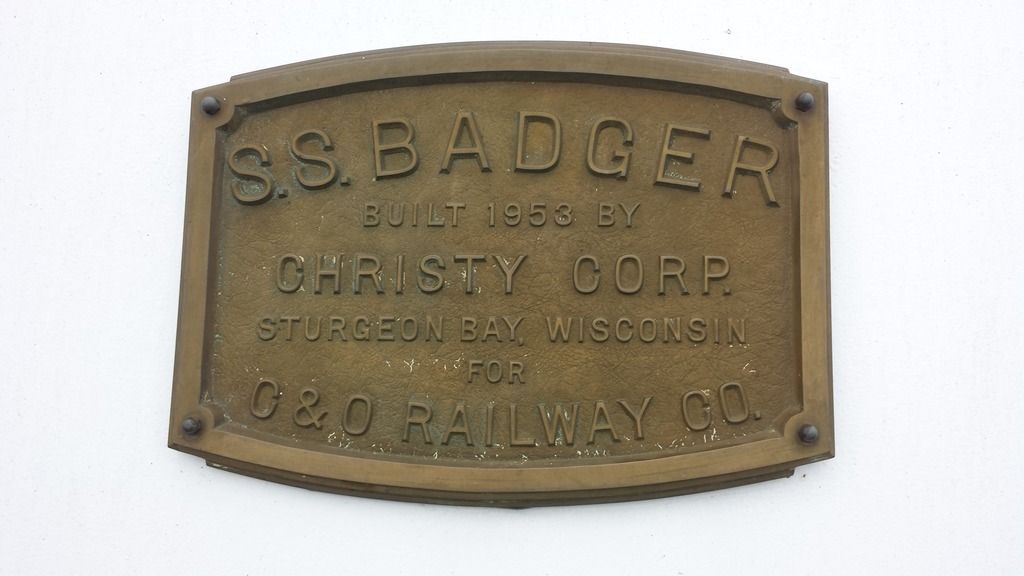 S.S. BADGER
BUILT 1953 BY
CHRISTY CORP.
STURGEON BAY, WISCONSIN
FOR
C & O RAILWAY CO.